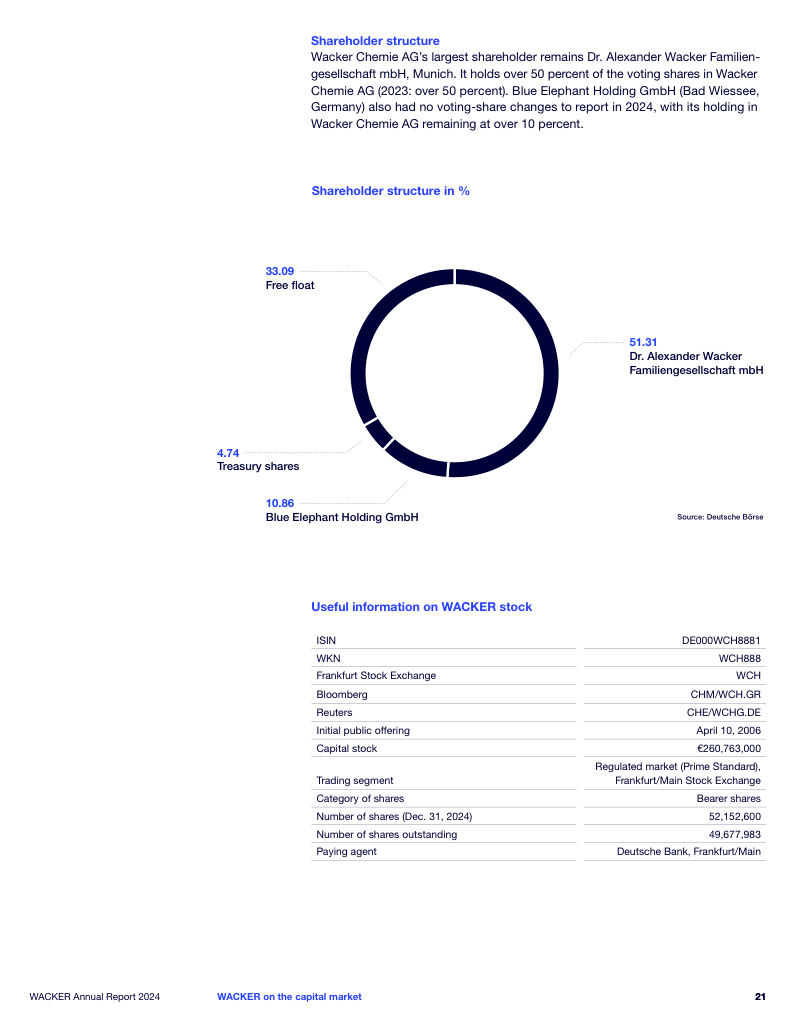 Shareholder structure
Wacker Chemie AG’s largest shareholder remains Dr. Alexander Wacker Familien-
gesellschaft mbH, Munich. It holds over 50 percent of the voting shares in Wacker
Chemie AG (2023: over 50 percent). Blue Elephant Holding GmbH (Bad Wiessee,
Germany) also had no voting-share changes to report in 2024, with its holding in
Wacker Chemie AG remaining at over 10 percent.
Shareholder structure in %
33.09
Free float
51.31
Dr. Alexander Wacker
Familiengesellschaft mbH
4.74
Treasury shares
10.86
Blue Elephant Holding GmbH
Source: Deutsche Börse
Useful information on WACKER stock
ISIN DE000WCH8881
WKN WCH888
Frankfurt Stock Exchange WCH
Bloomberg CHM/WCH.GR
Reuters CHE/WCHG.DE
Initial public offering April 10, 2006
Capital stock €260,763,000
Regulated market (Prime Standard),
Trading segment Frankfurt/Main Stock Exchange
Category of shares Bearer shares
Number of shares (Dec. 31, 2024) 52,152,600
Number of shares outstanding 49,677,983
Paying agent Deutsche Bank, Frankfurt/Main
WACKER Annual Report 2024 WACKER on the capital market 21